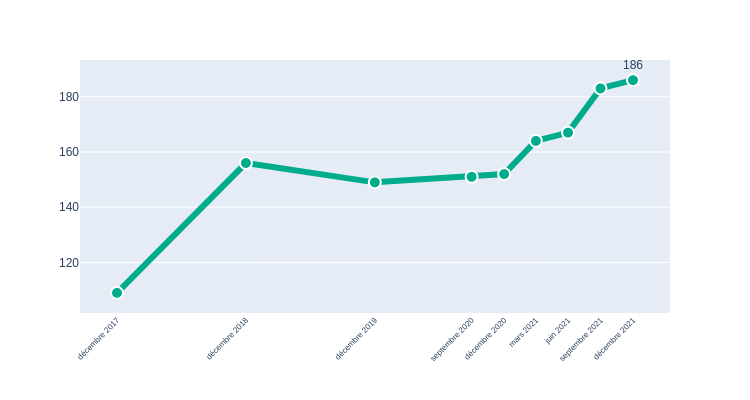 186
180
160
140
120
décembre 2017
décembre 2018
décembre 2019
septembre 2020
décembre 2020
mars 2021
juin 2021
septembre 2021
décembre 2021